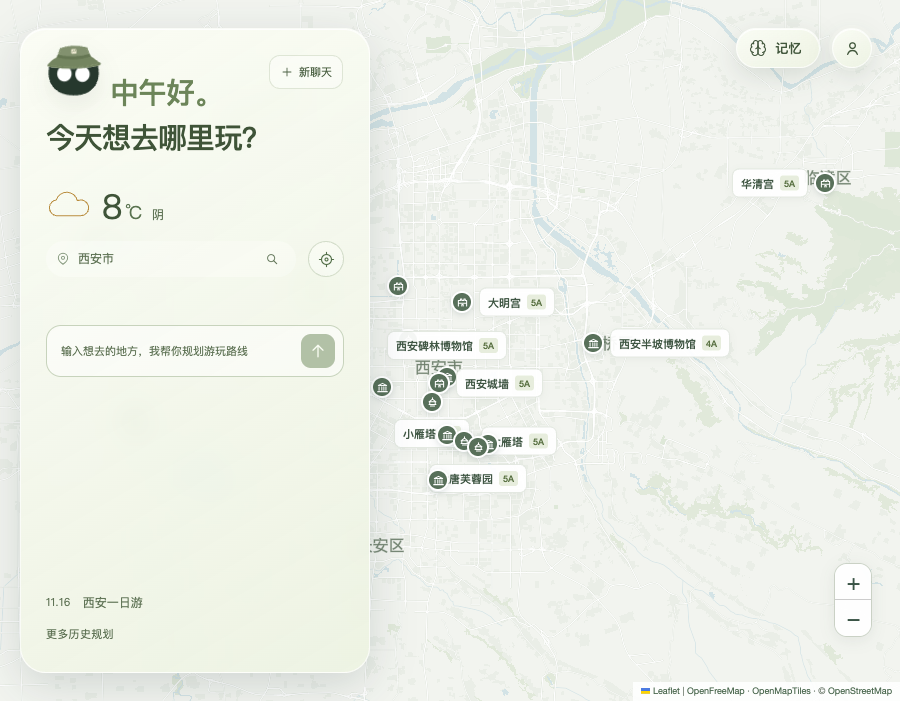 中午好。
新聊天
今天想去哪里玩?
8℃ 阴
西安市
输入想去的地方，我帮你规划游玩路线
11.16 西安一日游
更多历史规划
记忆
华清宫 5A
临潼区
大明宫 5A
西安碑林博物馆 5A
西安半坡博物馆 4A
西安市
西安城墙 5A
小雁塔
雁塔 5A
唐芙蓉园 5A
安区
+
−
Leaflet | OpenFreeMap · OpenMapTiles · © OpenStreetMap